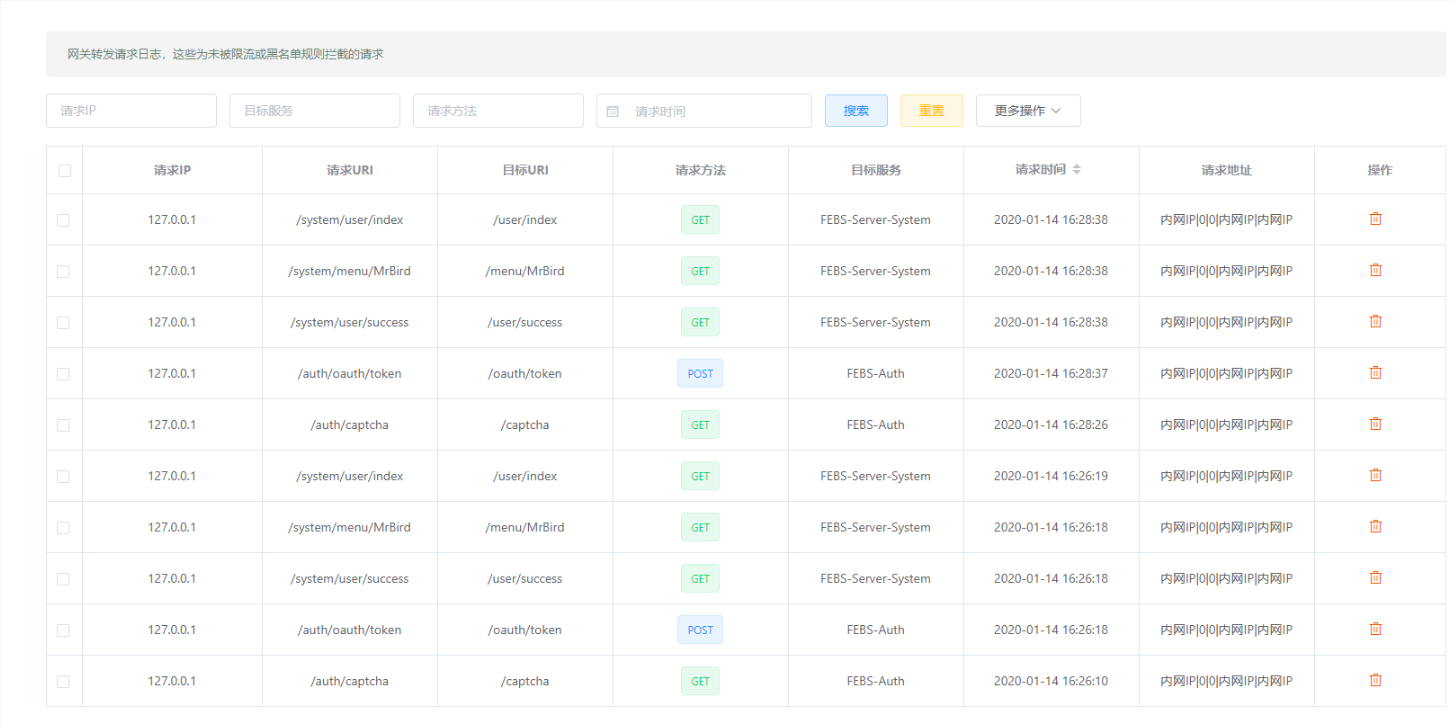 网关转发请求日志，这些为未被限流或黑名单规则拦截的请求
请求IP 目标服务 请求方法 请求时间 搜索 重置 更多操作
请求IP 请求URI 目标URI 请求方法 目标服务 请求时间 请求地址 操作
127.0.0.1 /system/user/index /user/index GET FEBS-Server-System 2020-01-14 16:28:38 内网IP|0|0|内网IP|内网IP
127.0.0.1 /system/menu/MrBird /menu/MrBird GET FEBS-Server-System 2020-01-14 16:28:38 内网IP|0|0|内网IP|内网IP
127.0.0.1 /system/user/success /user/success GET FEBS-Server-System 2020-01-14 16:28:38 内网IP|0|0|内网IP|内网IP
127.0.0.1 /auth/oauth/token /oauth/token POST FEBS-Auth 2020-01-14 16:28:37 内网IP|0|0|内网IP|内网IP
127.0.0.1 /auth/captcha /captcha GET FEBS-Auth 2020-01-14 16:28:26 内网IP|0|0|内网IP|内网IP
127.0.0.1 /system/user/index /user/index GET FEBS-Server-System 2020-01-14 16:26:19 内网IP|0|0|内网IP|内网IP
127.0.0.1 /system/menu/MrBird /menu/MrBird GET FEBS-Server-System 2020-01-14 16:26:18 内网IP|0|0|内网IP|内网IP
127.0.0.1 /system/user/success /user/success GET FEBS-Server-System 2020-01-14 16:26:18 内网IP|0|0|内网IP|内网IP
127.0.0.1 /auth/oauth/token /oauth/token POST FEBS-Auth 2020-01-14 16:26:18 内网IP|0|0|内网IP|内网IP
127.0.0.1 /auth/captcha /captcha GET FEBS-Auth 2020-01-14 16:26:10 内网IP|0|0|内网IP|内网IP